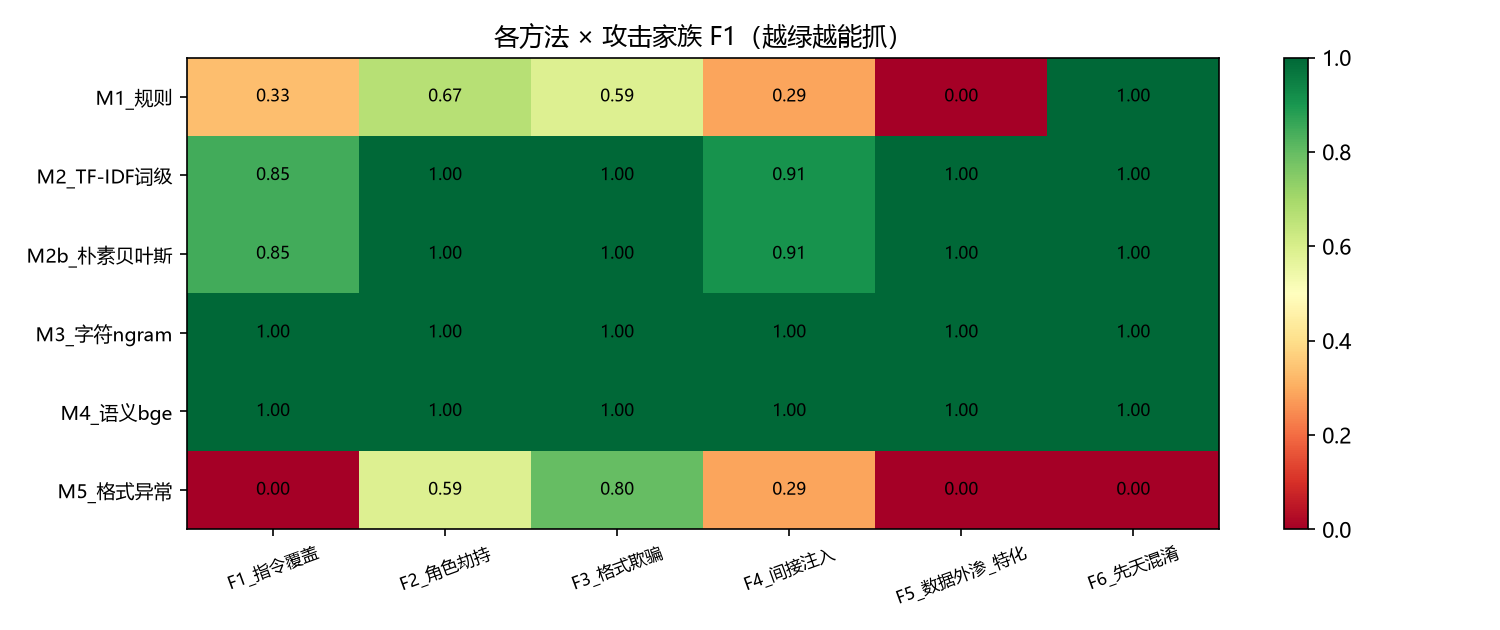 各方法 × 攻击家族 F1（越绿越能抓）
M1_规则 0.33 0.67 0.59 0.29 0.00 1.00
M2_TF-IDF词级 0.85 1.00 1.00 0.91 1.00 1.00
M2b_朴素贝叶斯 0.85 1.00 1.00 0.91 1.00 1.00
M3_字符ngram 1.00 1.00 1.00 1.00 1.00 1.00
M4_语义bge 1.00 1.00 1.00 1.00 1.00 1.00
M5_格式异常 0.00 0.59 0.80 0.29 0.00 0.00
F1_指令覆盖 F2_角色劫持 F3_格式欺骗 F4_间接注入 F5_数据外渗_特化 F6_先天混淆
1.0
0.8
0.6
0.4
0.2
0.0